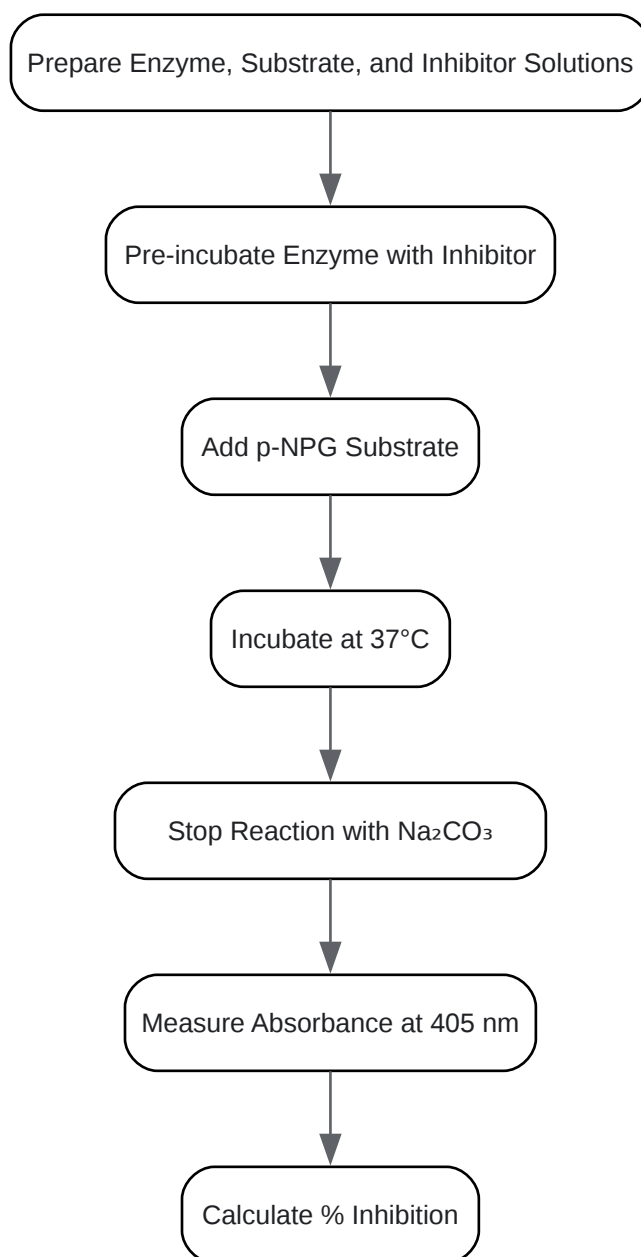 Prepare Enzyme, Substrate, and Inhibitor Solutions
Pre-incubate Enzyme with Inhibitor
Add p-NPG Substrate
Incubate at 37°C
Stop Reaction with Na₂CO₃
Measure Absorbance at 405 nm
Calculate % Inhibition